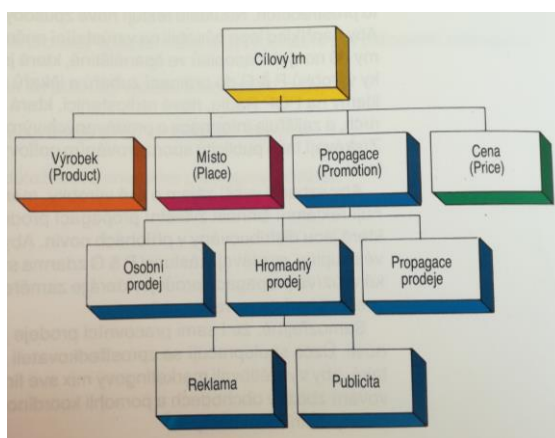 Cílový trh
Výrobek
(Product)
Místo
(Place)
Propagace
(Promotion)
Cena
(Price)
Osobní
prodej
Hromadný
prodej
Propagace
prodeje
Reklama
Publicita